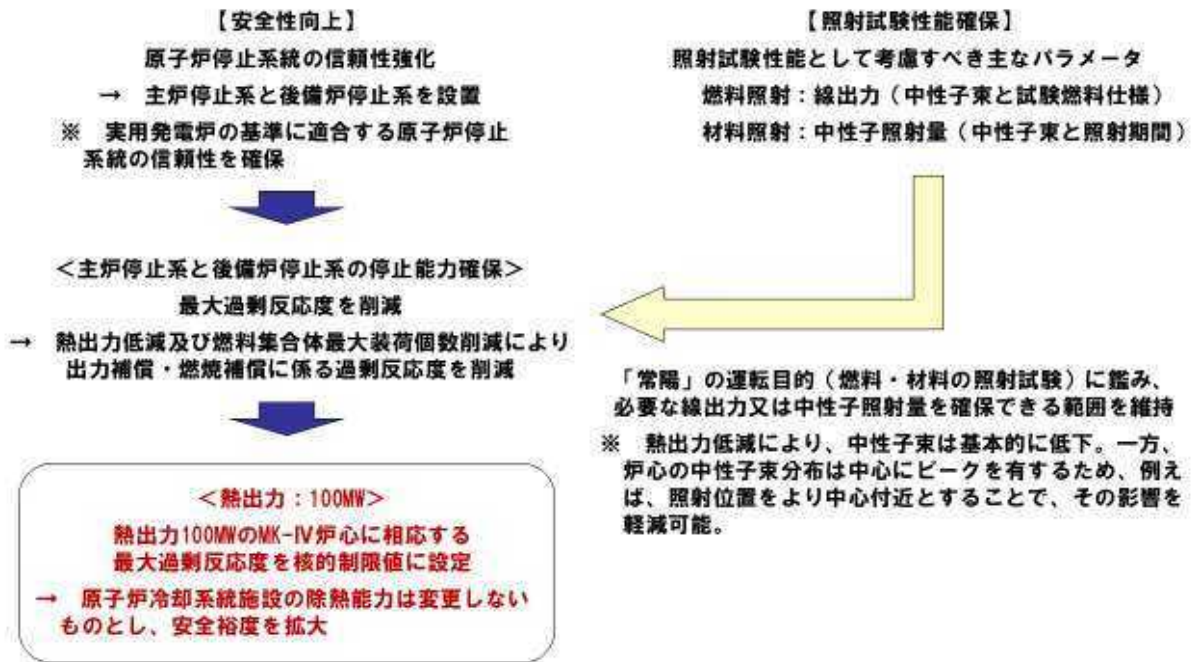 【安全性向上】
原子炉停止系統の信頼性強化
→ 主炉停止系と後備炉停止系を設置
※ 実用発電炉の基準に適合する原子炉停止
系統の信頼性を確保
<主炉停止系と後備炉停止系の停止能力確保>
最大過剰反応度を削減
→ 熱出力低減及び燃料集合体最大装荷個数削減により
出力補償・燃焼補償に係る過剰反応度を削減
<熱出力:100MW>
熱出力100MWのMK-Ⅳ炉心に相応する
最大過剰反応度を核的制限値に設定
→ 原子炉冷却系統施設の除熱能力は変更しない
ものとし、安全裕度を拡大
【照射試験性能確保】
照射試験性能として考慮すべき主なパラメータ
燃料照射:線出力(中性子束と試験燃料仕様)
材料照射:中性子照射量(中性子束と照射期間)
「常陽」の運転目的(燃料・材料の照射試験)に鑑み、
必要な線出力又は中性子照射量を確保できる範囲を維持
※ 熱出力低減により、中性子束は基本的に低下。一方、
炉心の中性子束分布は中心にピークを有するため、例え
ば、照射位置をより中心付近とすることで、その影響を
軽減可能。